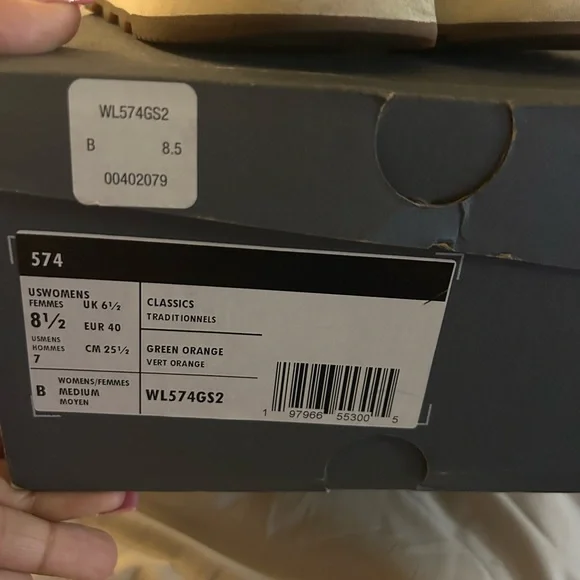 WL574GS2
B 8.5
00402079
574
USWOMENS
FEMMES UK 6½
8½ EUR 40
USMENS
HOMMES CM 25½
7
CLASSICS
TRADITIONNELS
GREEN ORANGE
VERT ORANGE
B WOMENS/FEMMES
MEDIUM
MOYEN
WL574GS2
1 97966 55300 5